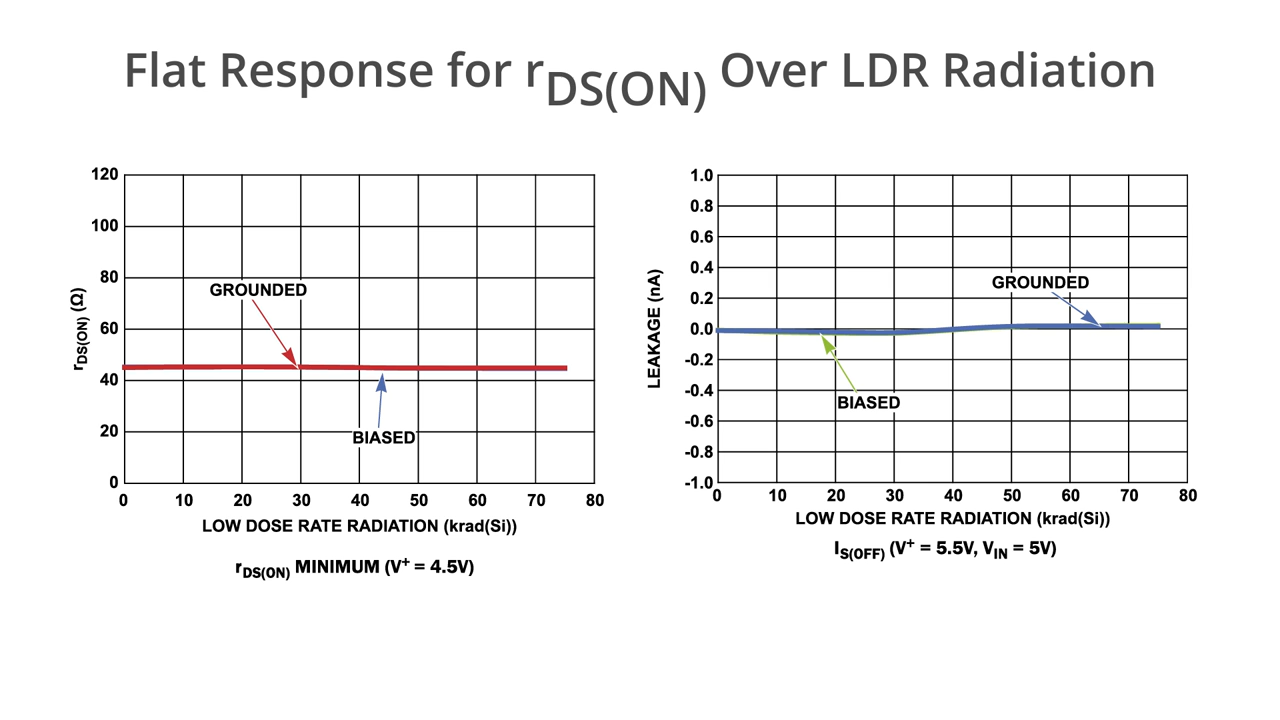 Flat Response for rDS(ON) Over LDR Radiation
120
100
80
60
40
20
0
rDS(ON) (Ω)
GROUNDED
BIASED
0 10 20 30 40 50 60 70 80
LOW DOSE RATE RADIATION (krad(Si))
rDS(ON) MINIMUM (V⁺ = 4.5V)
1.0
0.8
0.6
0.4
0.2
0.0
-0.2
-0.4
-0.6
-0.8
-1.0
LEAKAGE (nA)
GROUNDED
BIASED
0 10 20 30 40 50 60 70 80
LOW DOSE RATE RADIATION (krad(Si))
IS(OFF) (V⁺ = 5.5V, VIN = 5V)